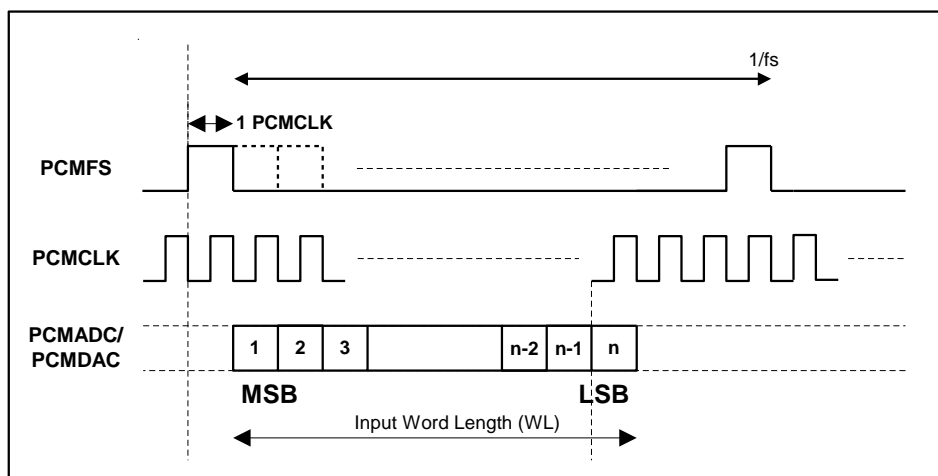 1/fs
1 PCMCLK
PCMFS
PCMCLK
PCMADC/
PCMDAC
1 2 3 n-2 n-1 n
MSB LSB
Input Word Length (WL)